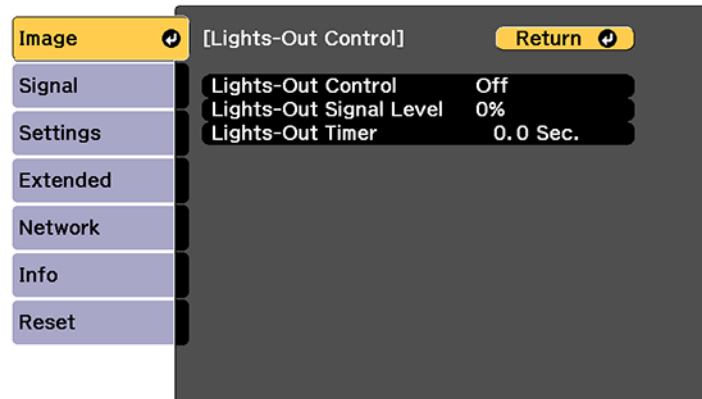 Image
Signal
Settings
Extended
Network
Info
Reset
[Lights-Out Control]
Return
Lights-Out Control Off
Lights-Out Signal Level 0%
Lights-Out Timer 0.0 Sec.